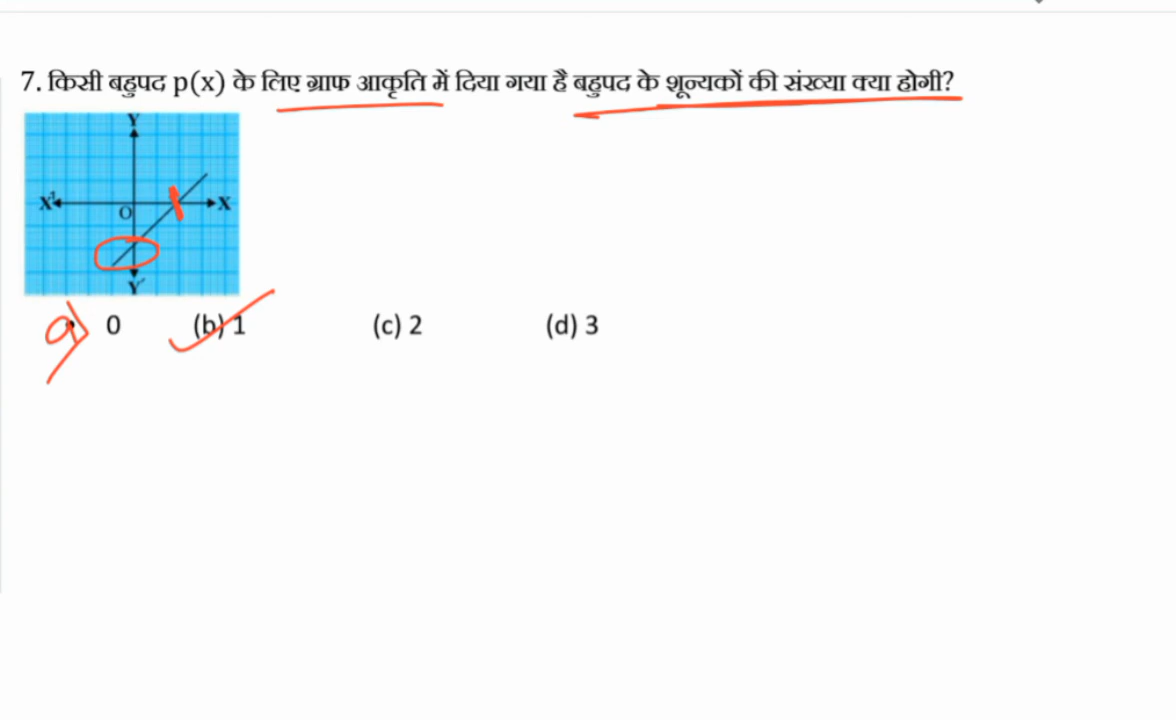 7. किसी बहुपद p(x) के लिए ग्राफ आकृति में दिया गया है बहुपद के शून्यकों की संख्या क्या होगी?
Y
X' O X
Y'
a) 0 (b) 1 (c) 2 (d) 3